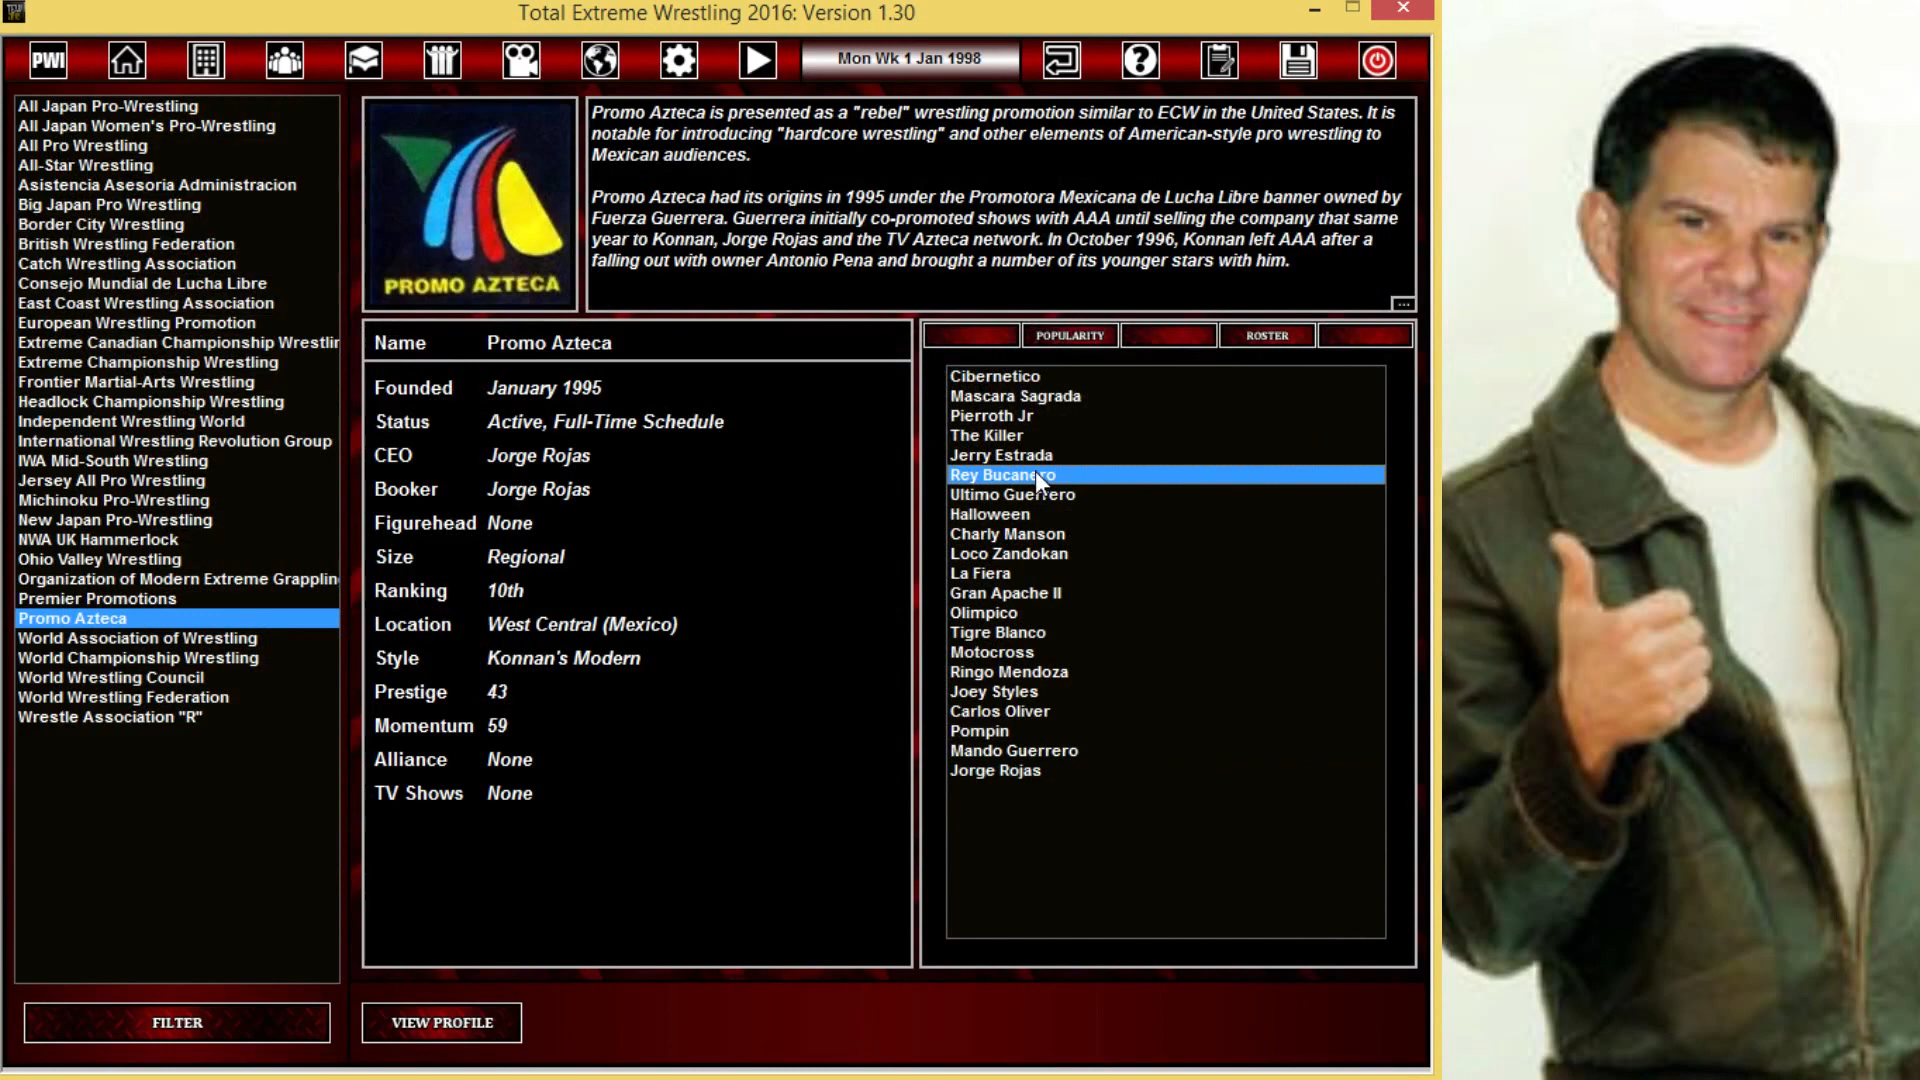 Total Extreme Wrestling 2016: Version 1.30
PWI
Mon Wk 1 Jan 1998
All Japan Pro-Wrestling
All Japan Women's Pro-Wrestling
All Pro Wrestling
All-Star Wrestling
Asistencia Asesoria Administracion
Big Japan Pro Wrestling
Border City Wrestling
British Wrestling Federation
Catch Wrestling Association
Consejo Mundial de Lucha Libre
East Coast Wrestling Association
European Wrestling Promotion
Extreme Canadian Championship Wrestlin
Extreme Championship Wrestling
Frontier Martial-Arts Wrestling
Headlock Championship Wrestling
Independent Wrestling World
International Wrestling Revolution Group
IWA Mid-South Wrestling
Jersey All Pro Wrestling
Michinoku Pro-Wrestling
New Japan Pro-Wrestling
NWA UK Hammerlock
Ohio Valley Wrestling
Organization of Modern Extreme Grappling
Premier Promotions
Promo Azteca
World Association of Wrestling
World Championship Wrestling
World Wrestling Council
World Wrestling Federation
Wrestle Association "R"
FILTER
PROMO AZTECA
Promo Azteca is presented as a "rebel" wrestling promotion similar to ECW in the United States. It is
notable for introducing "hardcore wrestling" and other elements of American-style pro wrestling to
Mexican audiences.
Promo Azteca had its origins in 1995 under the Promotora Mexicana de Lucha Libre banner owned by
Fuerza Guerrera. Guerrera initially co-promoted shows with AAA until selling the company that same
year to Konnan, Jorge Rojas and the TV Azteca network. In October 1996, Konnan left AAA after a
falling out with owner Antonio Pena and brought a number of its younger stars with him.
...
Name Promo Azteca
Founded January 1995
Status Active, Full-Time Schedule
CEO Jorge Rojas
Booker Jorge Rojas
Figurehead None
Size Regional
Ranking 10th
Location West Central (Mexico)
Style Konnan's Modern
Prestige 43
Momentum 59
Alliance None
TV Shows None
VIEW PROFILE
POPULARITY ROSTER
Cibernetico
Mascara Sagrada
Pierroth Jr
The Killer
Jerry Estrada
Rey Bucanero
Ultimo Guerrero
Halloween
Charly Manson
Loco Zandokan
La Fiera
Gran Apache II
Olimpico
Tigre Blanco
Motocross
Ringo Mendoza
Joey Styles
Carlos Oliver
Pompin
Mando Guerrero
Jorge Rojas